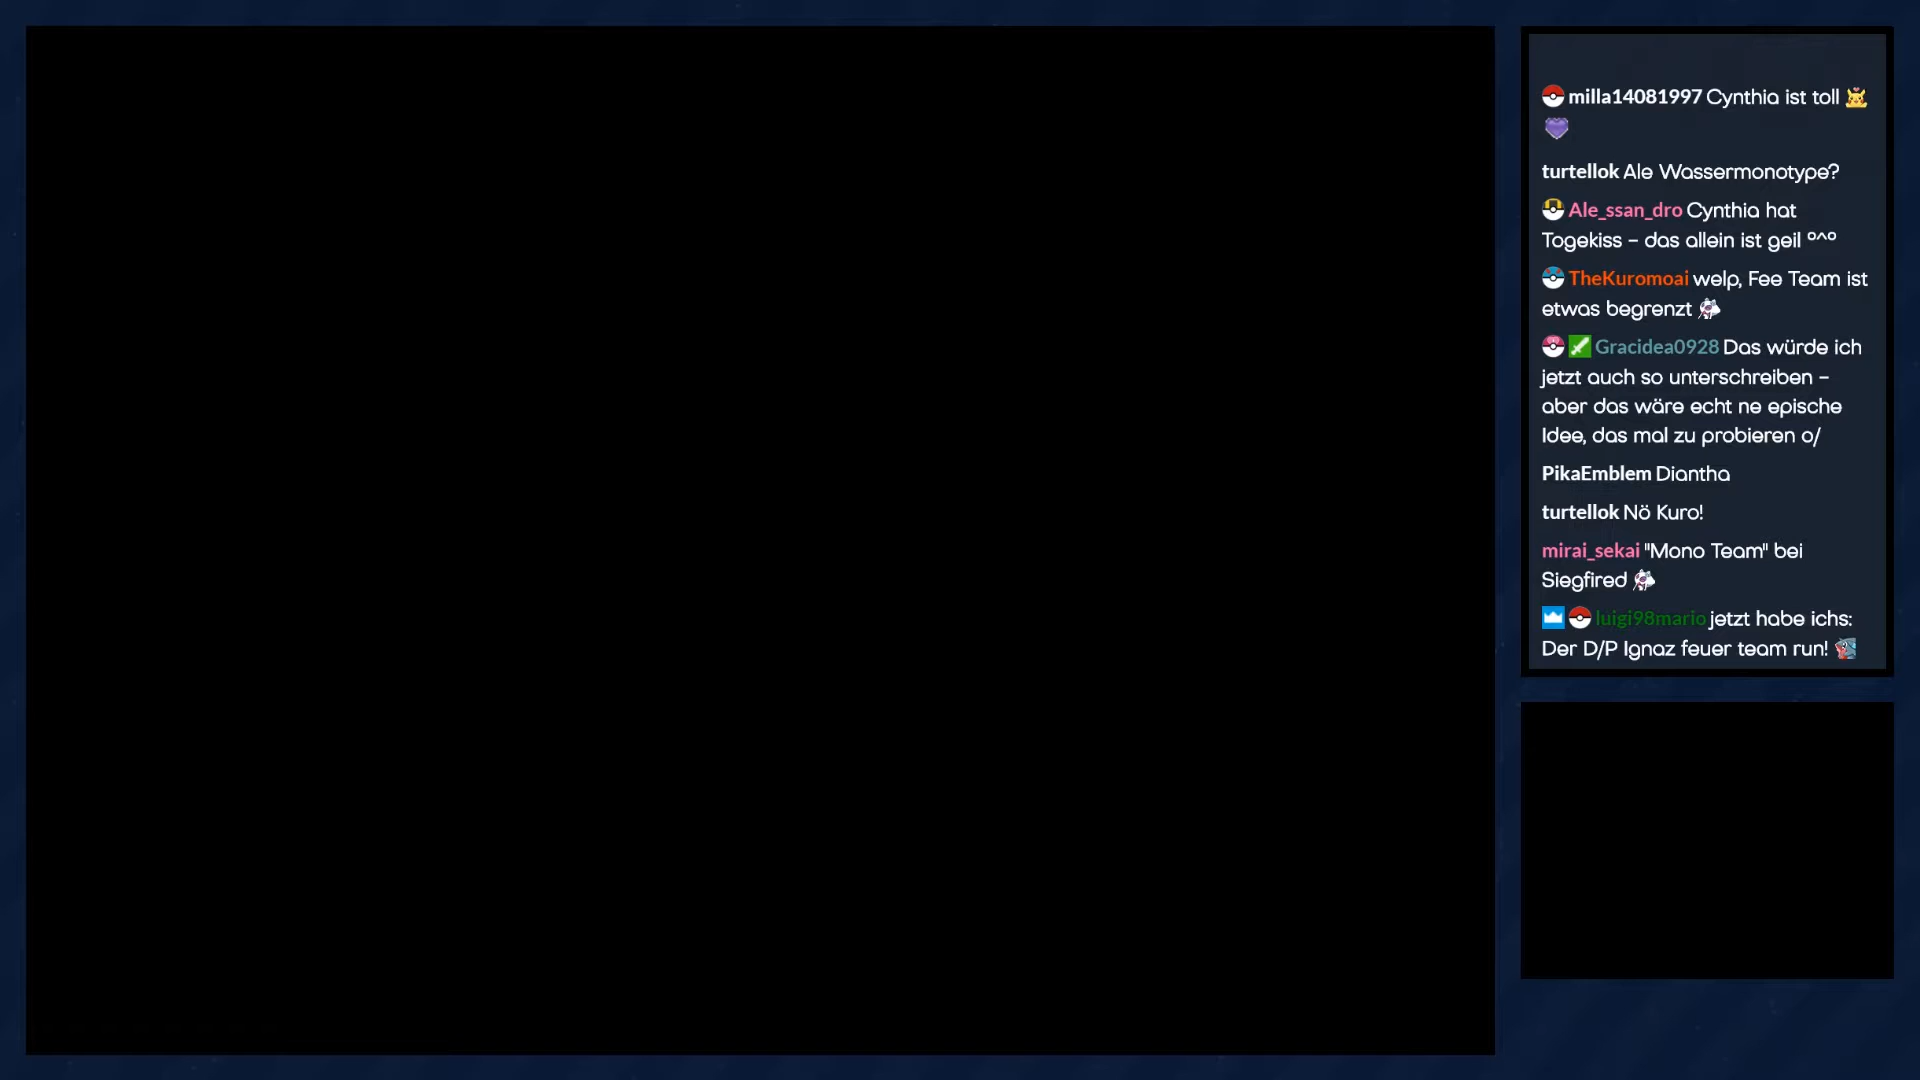 milla14081997 Cynthia ist toll
turtellok Ale Wassermonotype?
Ale_ssan_dro Cynthia hat
Togekiss - das allein ist geil °^°
TheKuromoai welp, Fee Team ist
etwas begrenzt
Gracidea0928 Das würde ich
jetzt auch so unterschreiben -
aber das wäre echt ne epische
Idee, das mal zu probieren o/
PikaEmblem Diantha
turtellok Nö Kuro!
mirai_sekai "Mono Team" bei
Siegfired
luigi98mario jetzt habe ichs:
Der D/P Ignaz feuer team run!